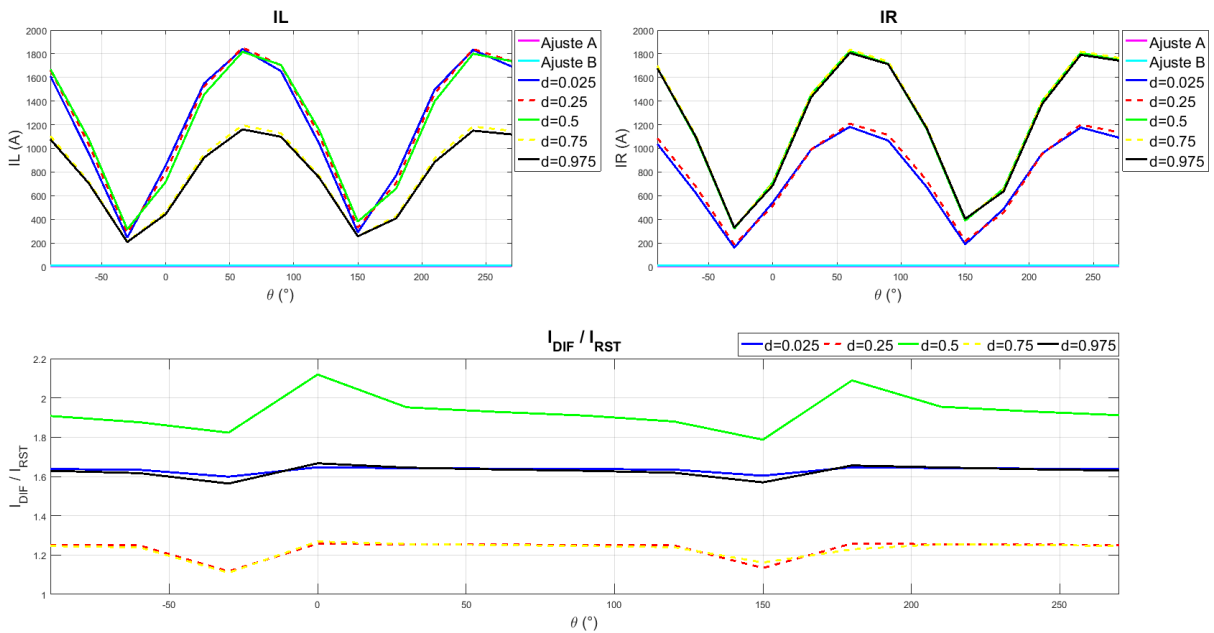 IL
2000
1800
1600
1400
1200
1000
800
600
400
200
0
IL (A)
-50 0 50 100 150 200 250
θ (°)
Ajuste A
Ajuste B
d=0.025
d=0.25
d=0.5
d=0.75
d=0.975
IR
2000
1800
1600
1400
1200
1000
800
600
400
200
0
IR (A)
-50 0 50 100 150 200 250
θ (°)
Ajuste A
Ajuste B
d=0.025
d=0.25
d=0.5
d=0.75
d=0.975
I_DIF / I_RST
d=0.025 d=0.25 d=0.5 d=0.75 d=0.975
2.2
2
1.8
1.6
1.4
1.2
1
I_DIF / I_RST
-50 0 50 100 150 200 250
θ (°)